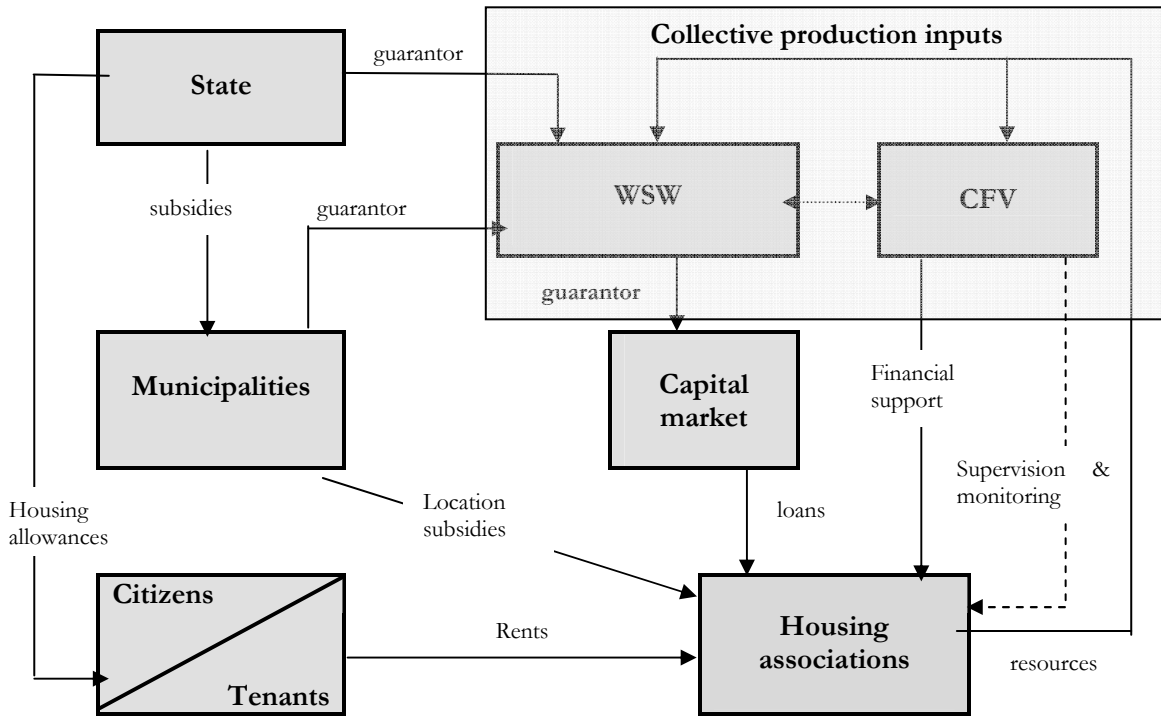 Collective production inputs
guarantor
State
WSW
CFV
subsidies
guarantor
guarantor
Municipalities
Capital
market
Financial
support
Supervision &
monitoring
Housing
allowances
Location
subsidies
loans
Citizens
Tenants
Rents
Housing
associations
resources